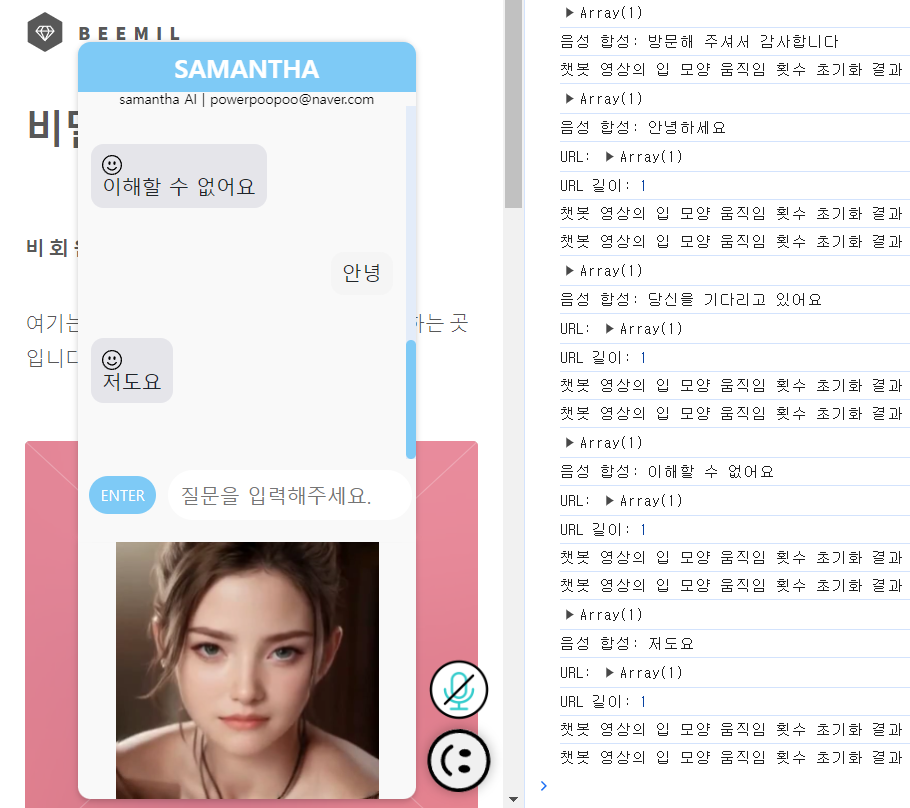 BEEMIL
SAMANTHA
samantha AI | powerpoopoo@naver.com
비밀
이해할 수 없어요
비회원
안녕
여기는
하는 곳
입니다
저도요
ENTER
질문을 입력해주세요.
▶Array(1)
음성 합성: 방문해 주셔서 감사합니다
챗봇 영상의 입 모양 움직임 횟수 초기화 결과
▶Array(1)
음성 합성: 안녕하세요
URL: ▶Array(1)
URL 길이: 1
챗봇 영상의 입 모양 움직임 횟수 초기화 결과
챗봇 영상의 입 모양 움직임 횟수 초기화 결과
▶Array(1)
음성 합성: 당신을 기다리고 있어요
URL: ▶Array(1)
URL 길이: 1
챗봇 영상의 입 모양 움직임 횟수 초기화 결과
챗봇 영상의 입 모양 움직임 횟수 초기화 결과
▶Array(1)
음성 합성: 이해할 수 없어요
URL: ▶Array(1)
URL 길이: 1
챗봇 영상의 입 모양 움직임 횟수 초기화 결과
챗봇 영상의 입 모양 움직임 횟수 초기화 결과
▶Array(1)
음성 합성: 저도요
URL: ▶Array(1)
URL 길이: 1
챗봇 영상의 입 모양 움직임 횟수 초기화 결과
챗봇 영상의 입 모양 움직임 횟수 초기화 결과